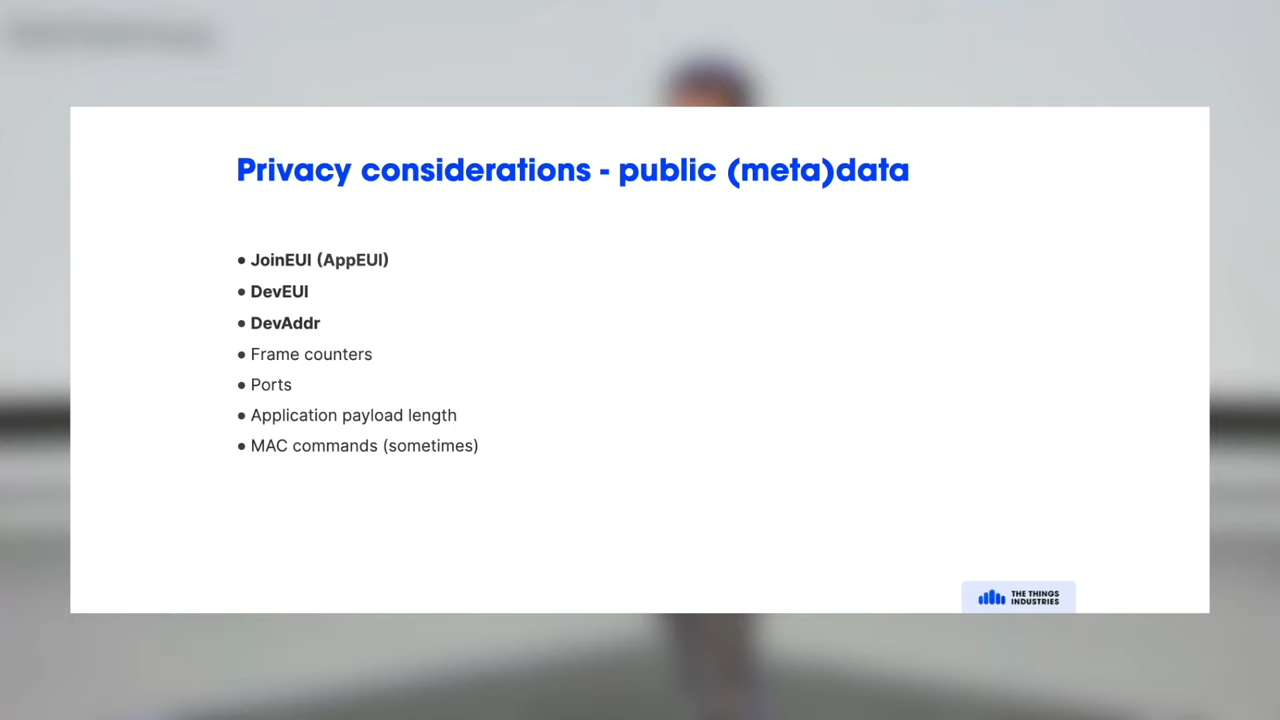 Privacy considerations - public (meta)data
● JoinEUI (AppEUI)
● DevEUI
● DevAddr
● Frame counters
● Ports
● Application payload length
● MAC commands (sometimes)
THE THINGS
INDUSTRIES